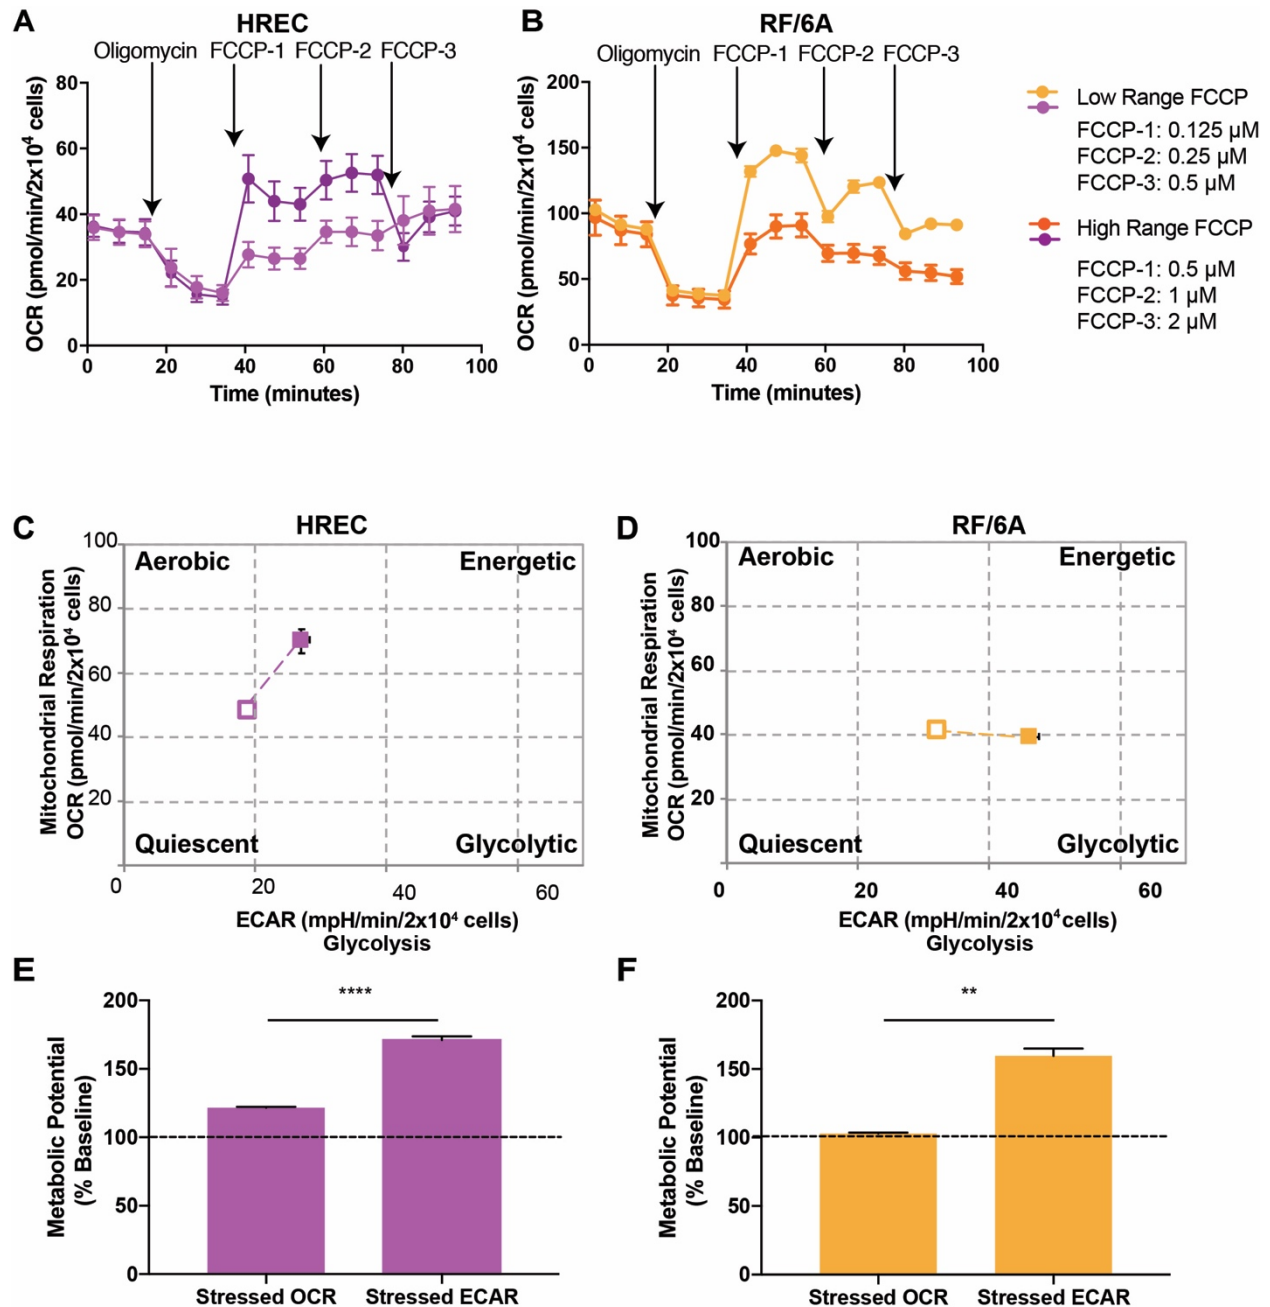 A
HREC
Oligomycin FCCP-1 FCCP-2 FCCP-3
OCR (pmol/min/2x10⁴ cells)
80
60
40
20
0
0 20 40 60 80 100
Time (minutes)
B
RF/6A
Oligomycin FCCP-1 FCCP-2 FCCP-3
OCR (pmol/min/2x10⁴ cells)
200
150
100
50
0
0 20 40 60 80 100
Time (minutes)
Low Range FCCP
FCCP-1: 0.125 µM
FCCP-2: 0.25 µM
FCCP-3: 0.5 µM
High Range FCCP
FCCP-1: 0.5 µM
FCCP-2: 1 µM
FCCP-3: 2 µM
C
HREC
Mitochondrial Respiration
OCR (pmol/min/2x10⁴ cells)
100
80
60
40
20
Aerobic Energetic
Quiescent Glycolytic
0 20 40 60
ECAR (mpH/min/2x10⁴ cells)
Glycolysis
D
RF/6A
Mitochondrial Respiration
OCR (pmol/min/2x10⁴ cells)
100
80
60
40
20
Aerobic Energetic
Quiescent Glycolytic
0 20 40 60
ECAR (mpH/min/2x10⁴ cells)
Glycolysis
E
Metabolic Potential
(% Baseline)
200
150
100
50
0
****
Stressed OCR Stressed ECAR
F
Metabolic Potential
(% Baseline)
200
150
100
50
0
**
Stressed OCR Stressed ECAR